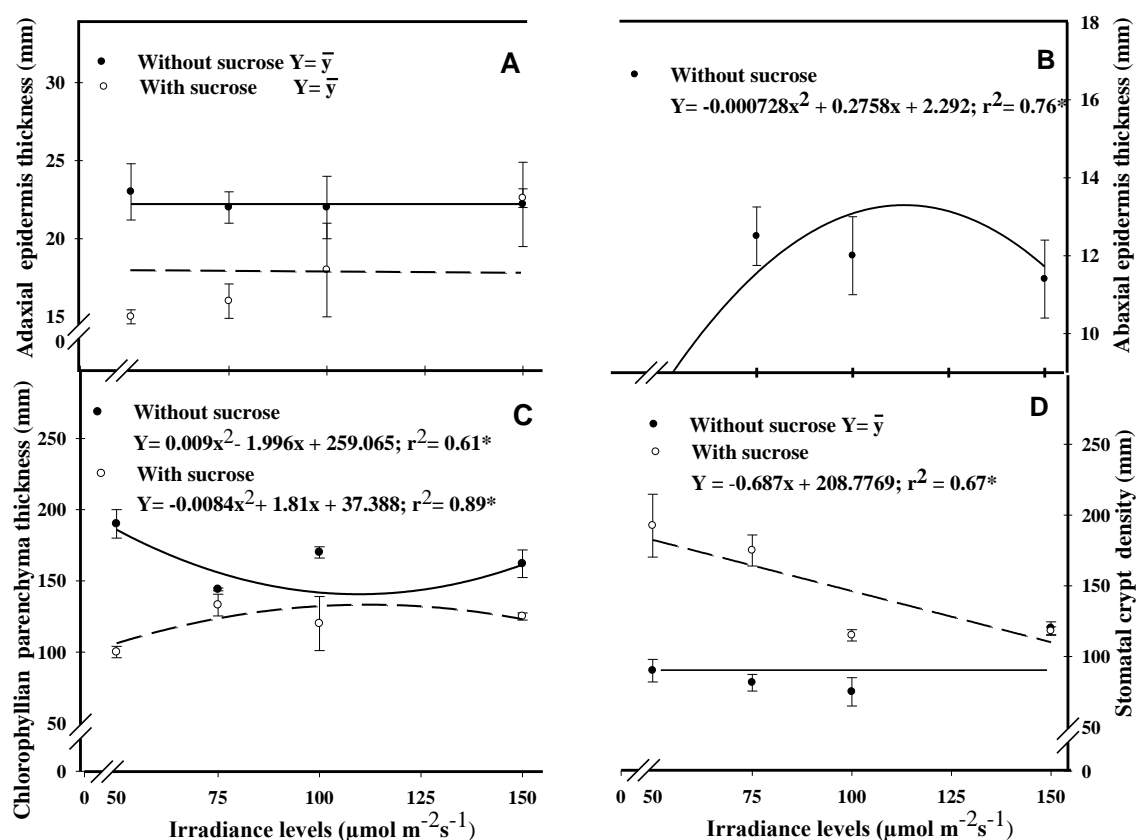 Adaxial epidermis thickness (mm)
30
25
20
15
0
● Without sucrose Y= ȳ
○ With sucrose Y= ȳ
A
B
● Without sucrose
Y= -0.000728x² + 0.2758x + 2.292; r²= 0.76*
18
16
14
12
10
Abaxial epidermis thickness (mm)
Chlorophyllian parenchyma thickness (mm)
250
200
150
100
50
0
● Without sucrose
Y= 0.009x²- 1.996x + 259.065; r²= 0.61*
○ With sucrose
Y= -0.0084x²+ 1.81x + 37.388; r²= 0.89*
C
0 50 75 100 125 150
Irradiance levels (µmol m⁻²s⁻¹)
D
● Without sucrose Y= ȳ
○ With sucrose
Y = -0.687x + 208.7769; r² = 0.67*
250
200
150
100
50
0
Stomatal crypt density (mm)
0 50 75 100 125 150
Irradiance levels (µmol m⁻²s⁻¹)